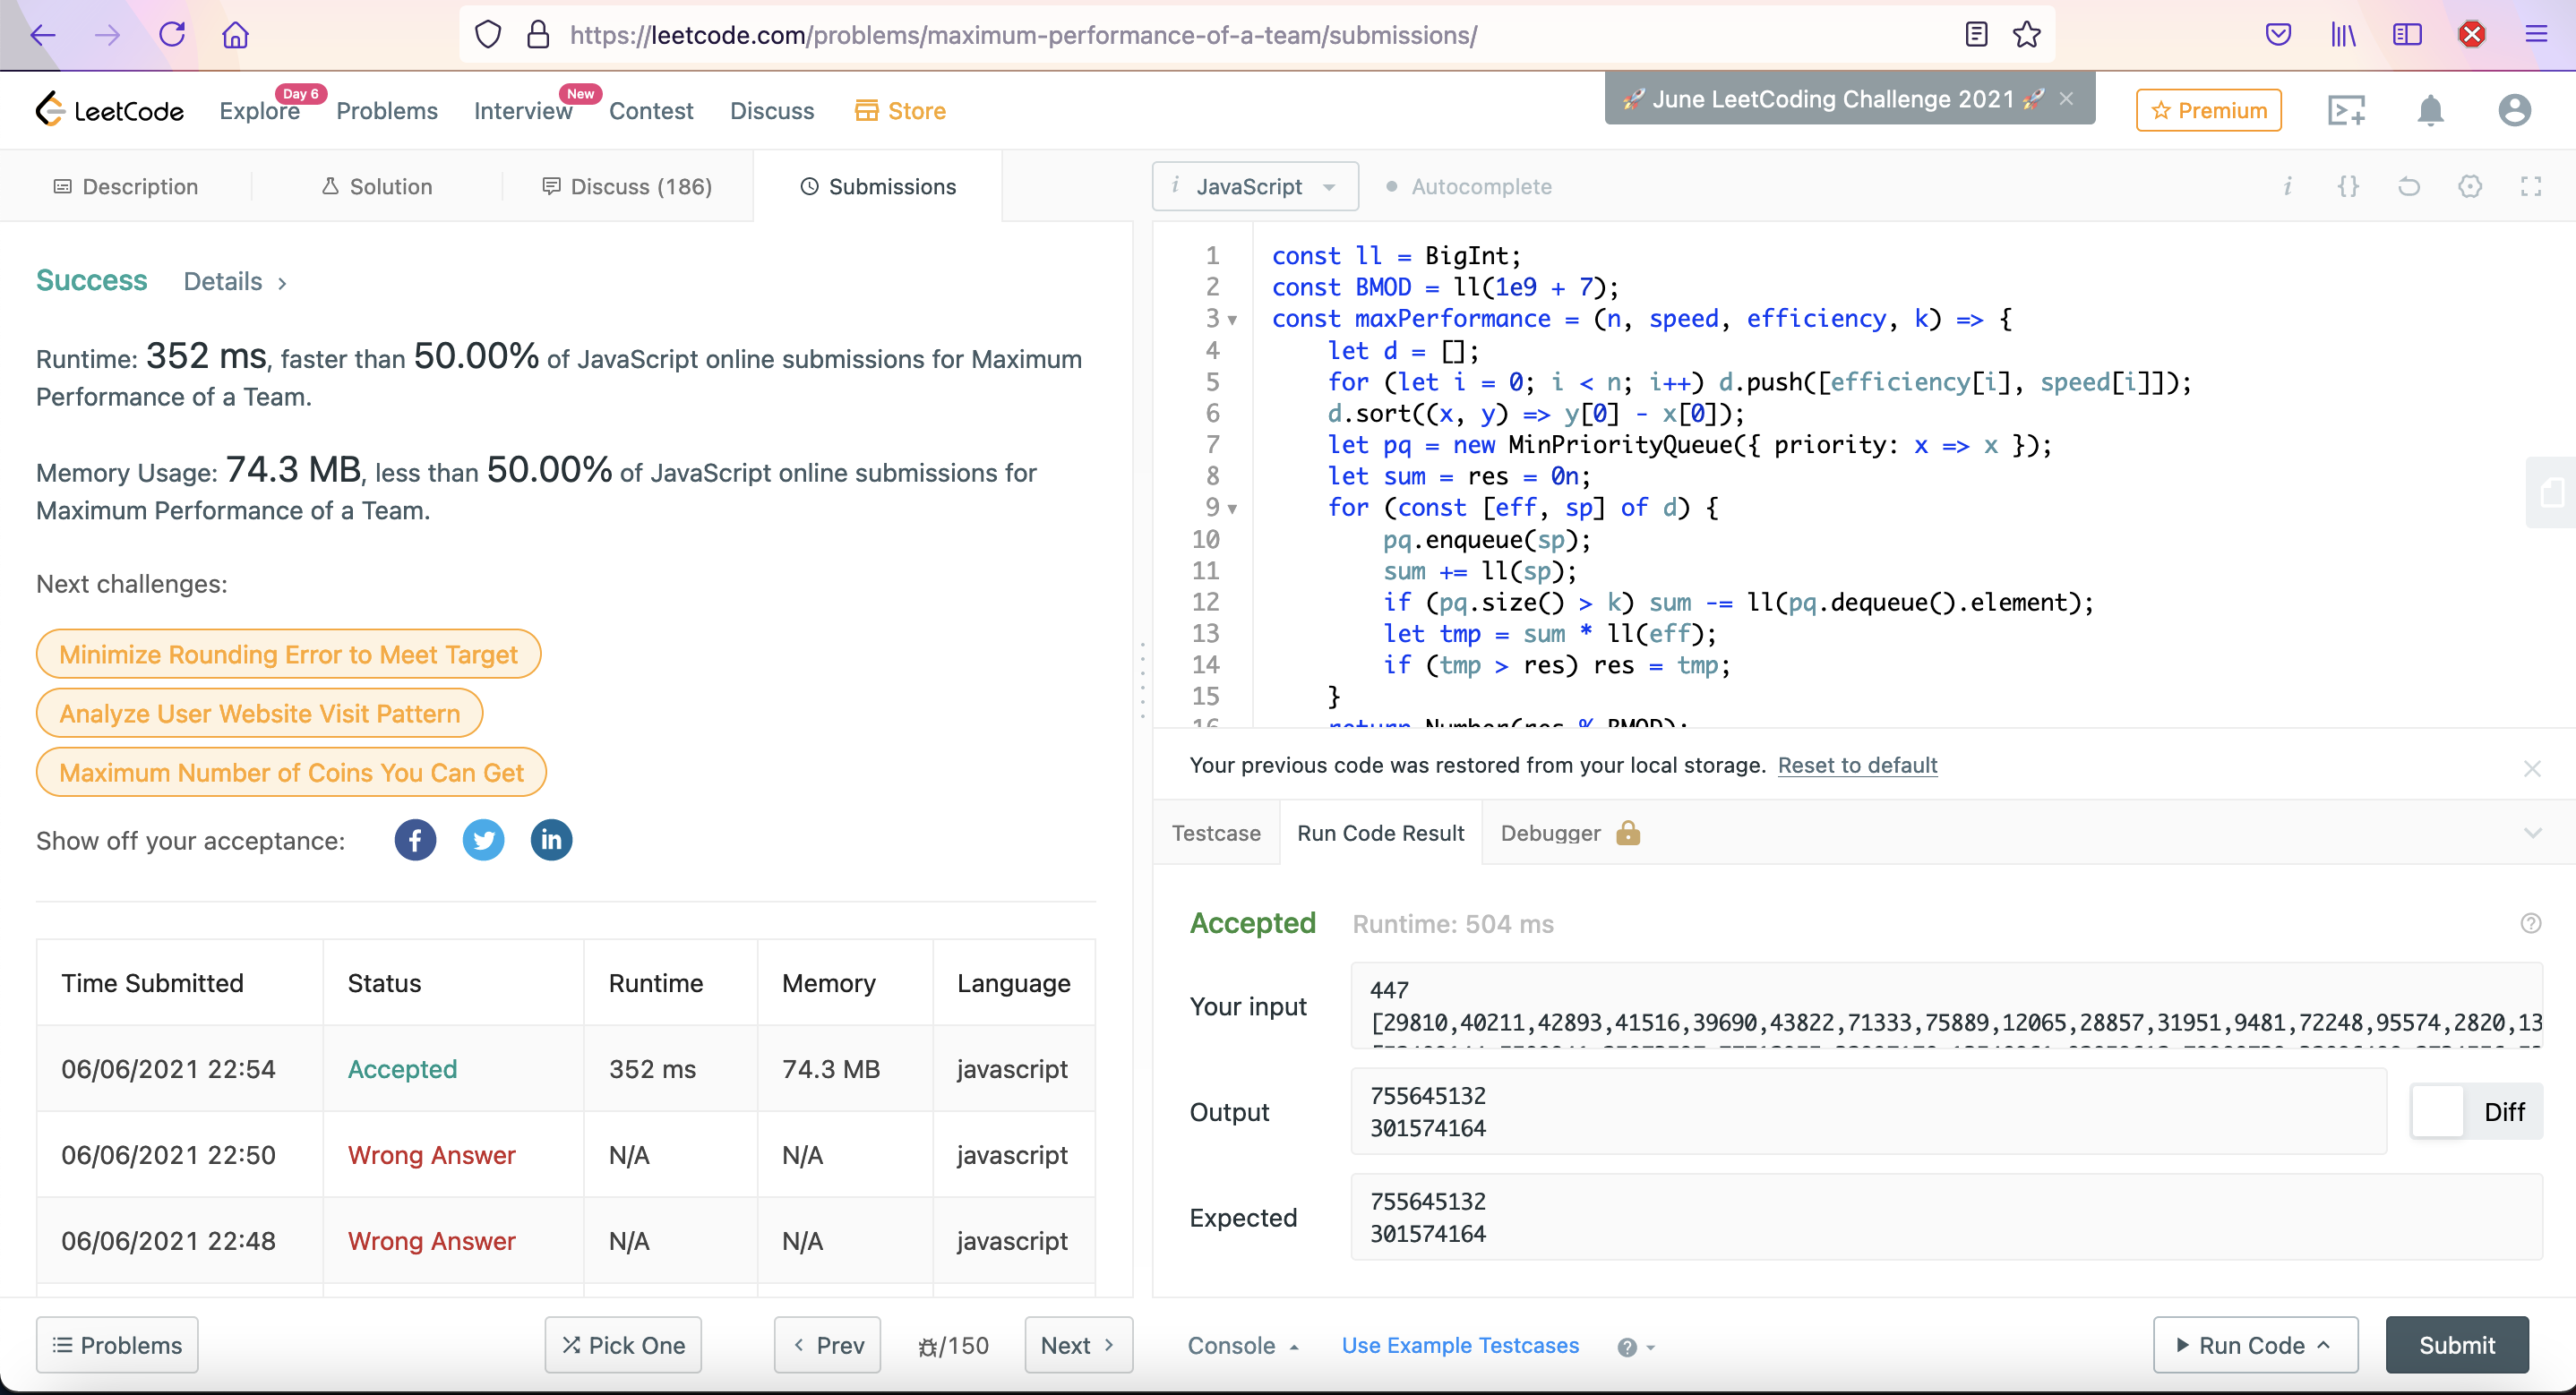 https://leetcode.com/problems/maximum-performance-of-a-team/submissions/
LeetCode
Explore
Day 6
Problems
Interview
New
Contest
Discuss
Store
🚀 June LeetCoding Challenge 2021 🚀 ×
Premium
Description
Solution
Discuss (186)
Submissions
Success Details >
Runtime: 352 ms, faster than 50.00% of JavaScript online submissions for Maximum
Performance of a Team.
Memory Usage: 74.3 MB, less than 50.00% of JavaScript online submissions for
Maximum Performance of a Team.
Next challenges:
Minimize Rounding Error to Meet Target
Analyze User Website Visit Pattern
Maximum Number of Coins You Can Get
Show off your acceptance:
Time Submitted Status Runtime Memory Language
06/06/2021 22:54 Accepted 352 ms 74.3 MB javascript
06/06/2021 22:50 Wrong Answer N/A N/A javascript
06/06/2021 22:48 Wrong Answer N/A N/A javascript
Problems
Pick One
< Prev
/150
Next >
i JavaScript
Autocomplete
i {}
1 const ll = BigInt;
2 const BMOD = ll(1e9 + 7);
3 const maxPerformance = (n, speed, efficiency, k) => {
4 let d = [];
5 for (let i = 0; i < n; i++) d.push([efficiency[i], speed[i]]);
6 d.sort((x, y) => y[0] - x[0]);
7 let pq = new MinPriorityQueue({ priority: x => x });
8 let sum = res = 0n;
9 for (const [eff, sp] of d) {
10 pq.enqueue(sp);
11 sum += ll(sp);
12 if (pq.size() > k) sum -= ll(pq.dequeue().element);
13 let tmp = sum * ll(eff);
14 if (tmp > res) res = tmp;
15 }
16 return Number(res % BMOD);
Your previous code was restored from your local storage. Reset to default
Testcase
Run Code Result
Debugger
Accepted Runtime: 504 ms
Your input
447
[29810,40211,42893,41516,39690,43822,71333,75889,12065,28857,31951,9481,72248,95574,2820,13
Output
755645132
301574164
Diff
Expected
755645132
301574164
Console
Use Example Testcases
Run Code
Submit